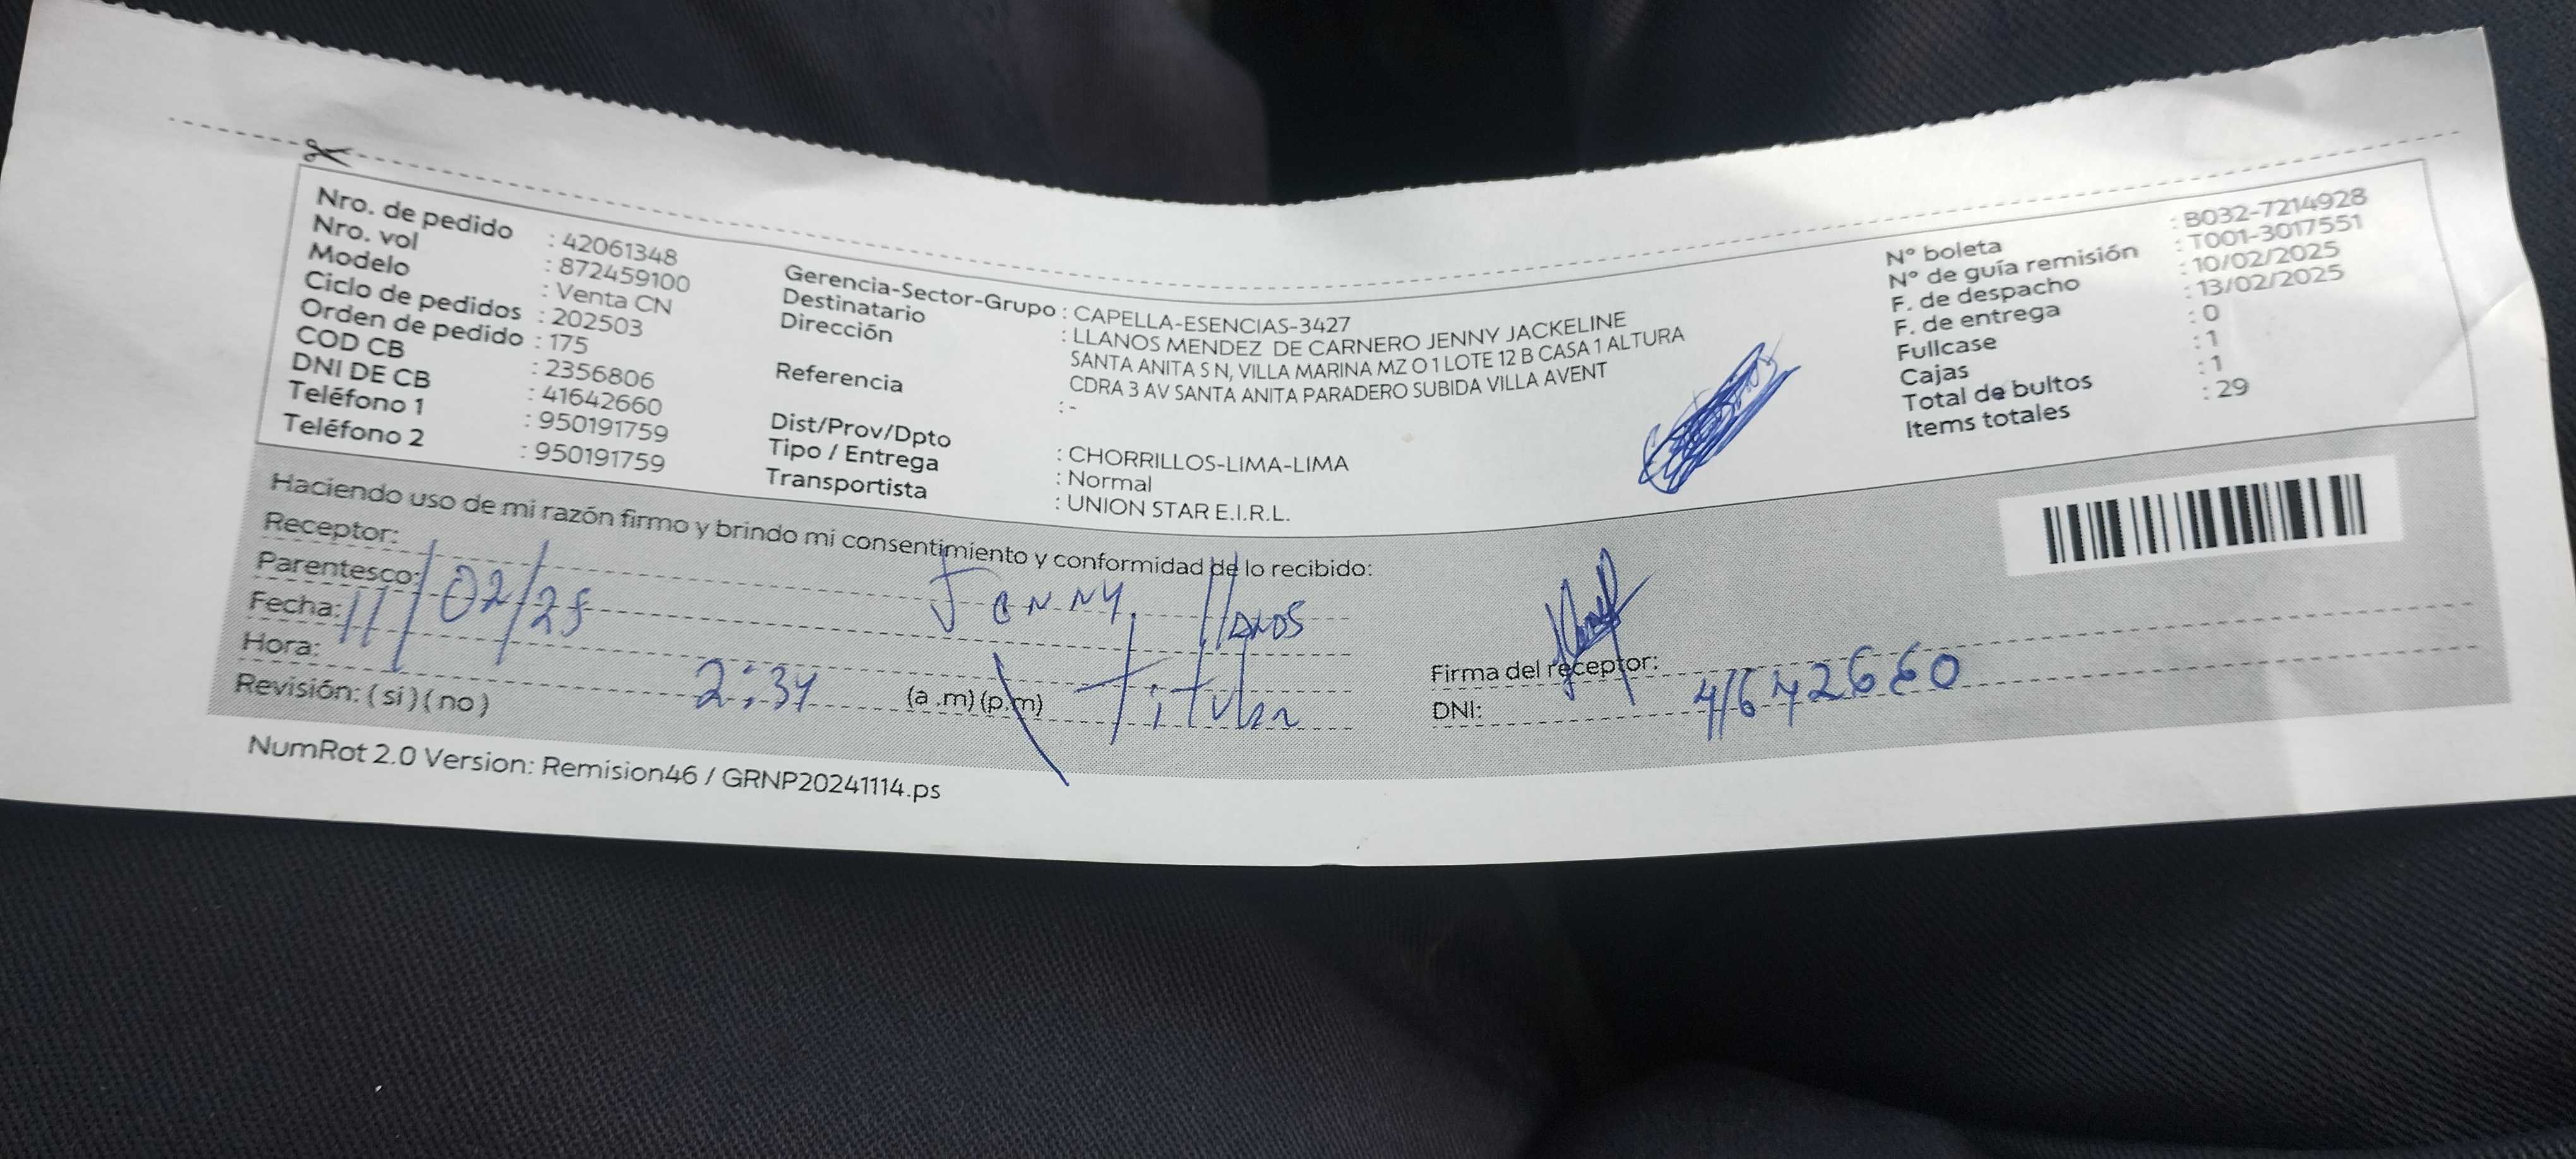 Nro. de pedido : 42061348
Nro. vol : 872459100
Modelo : Venta CN
Ciclo de pedidos : 202503
Orden de pedido : 175
COD CB : 2356806
DNI DE CB : 41642660
Teléfono 1 : 950191759
Teléfono 2 : 950191759
Gerencia-Sector-Grupo : CAPELLA-ESENCIAS-3427
Destinatario : LLANOS MENDEZ DE CARNERO JENNY JACKELINE
Dirección SANTA ANITA S N, VILLA MARINA MZ O 1 LOTE 12 B CASA 1 ALTURA
CDRA 3 AV SANTA ANITA PARADERO SUBIDA VILLA AVENT
Referencia : -
Dist/Prov/Dpto : CHORRILLOS-LIMA-LIMA
Tipo / Entrega : Normal
Transportista : UNION STAR E.I.R.L.
N° boleta : B032-7214928
N° de guía remisión : T001-3017551
F. de despacho : 10/02/2025
F. de entrega : 13/02/2025
Fullcase : 0
Cajas : 1
Total de bultos : 1
Items totales : 29
Haciendo uso de mi razón firmo y brindo mi consentimiento y conformidad de lo recibido:
Receptor: Jenny Llanos
Parentesco: Titular
Fecha: 11/02/25
Hora: 2:34 (a .m) (p.m)
Revisión: ( si ) ( no )
Firma del receptor:
DNI: 41642660
NumRot 2.0 Version: Remision46 / GRNP20241114.ps